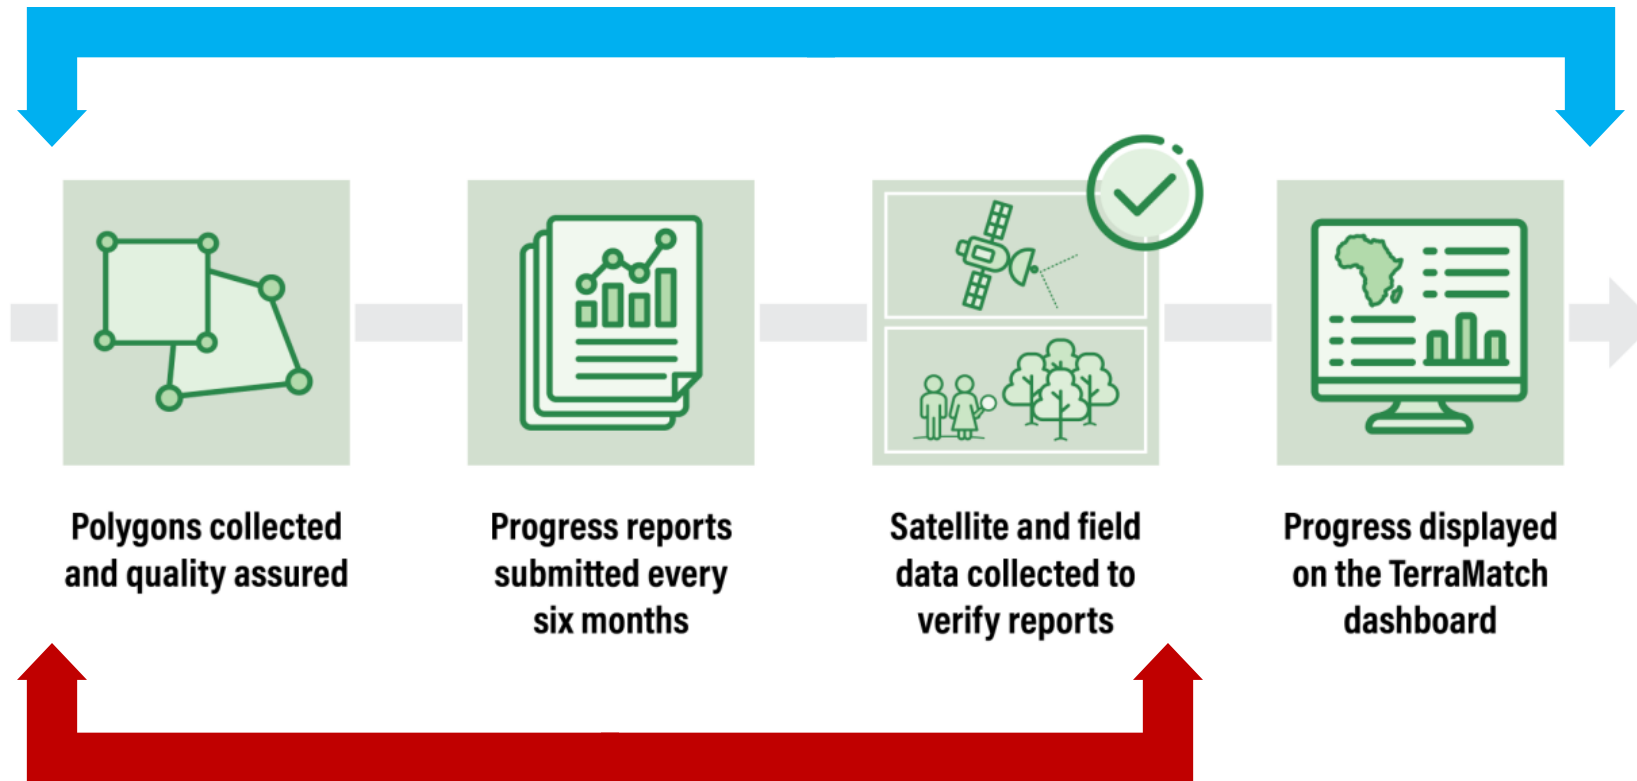 Polygons collected
and quality assured
Progress reports
submitted every
six months
Satellite and field
data collected to
verify reports
Progress displayed
on the TerraMatch
dashboard